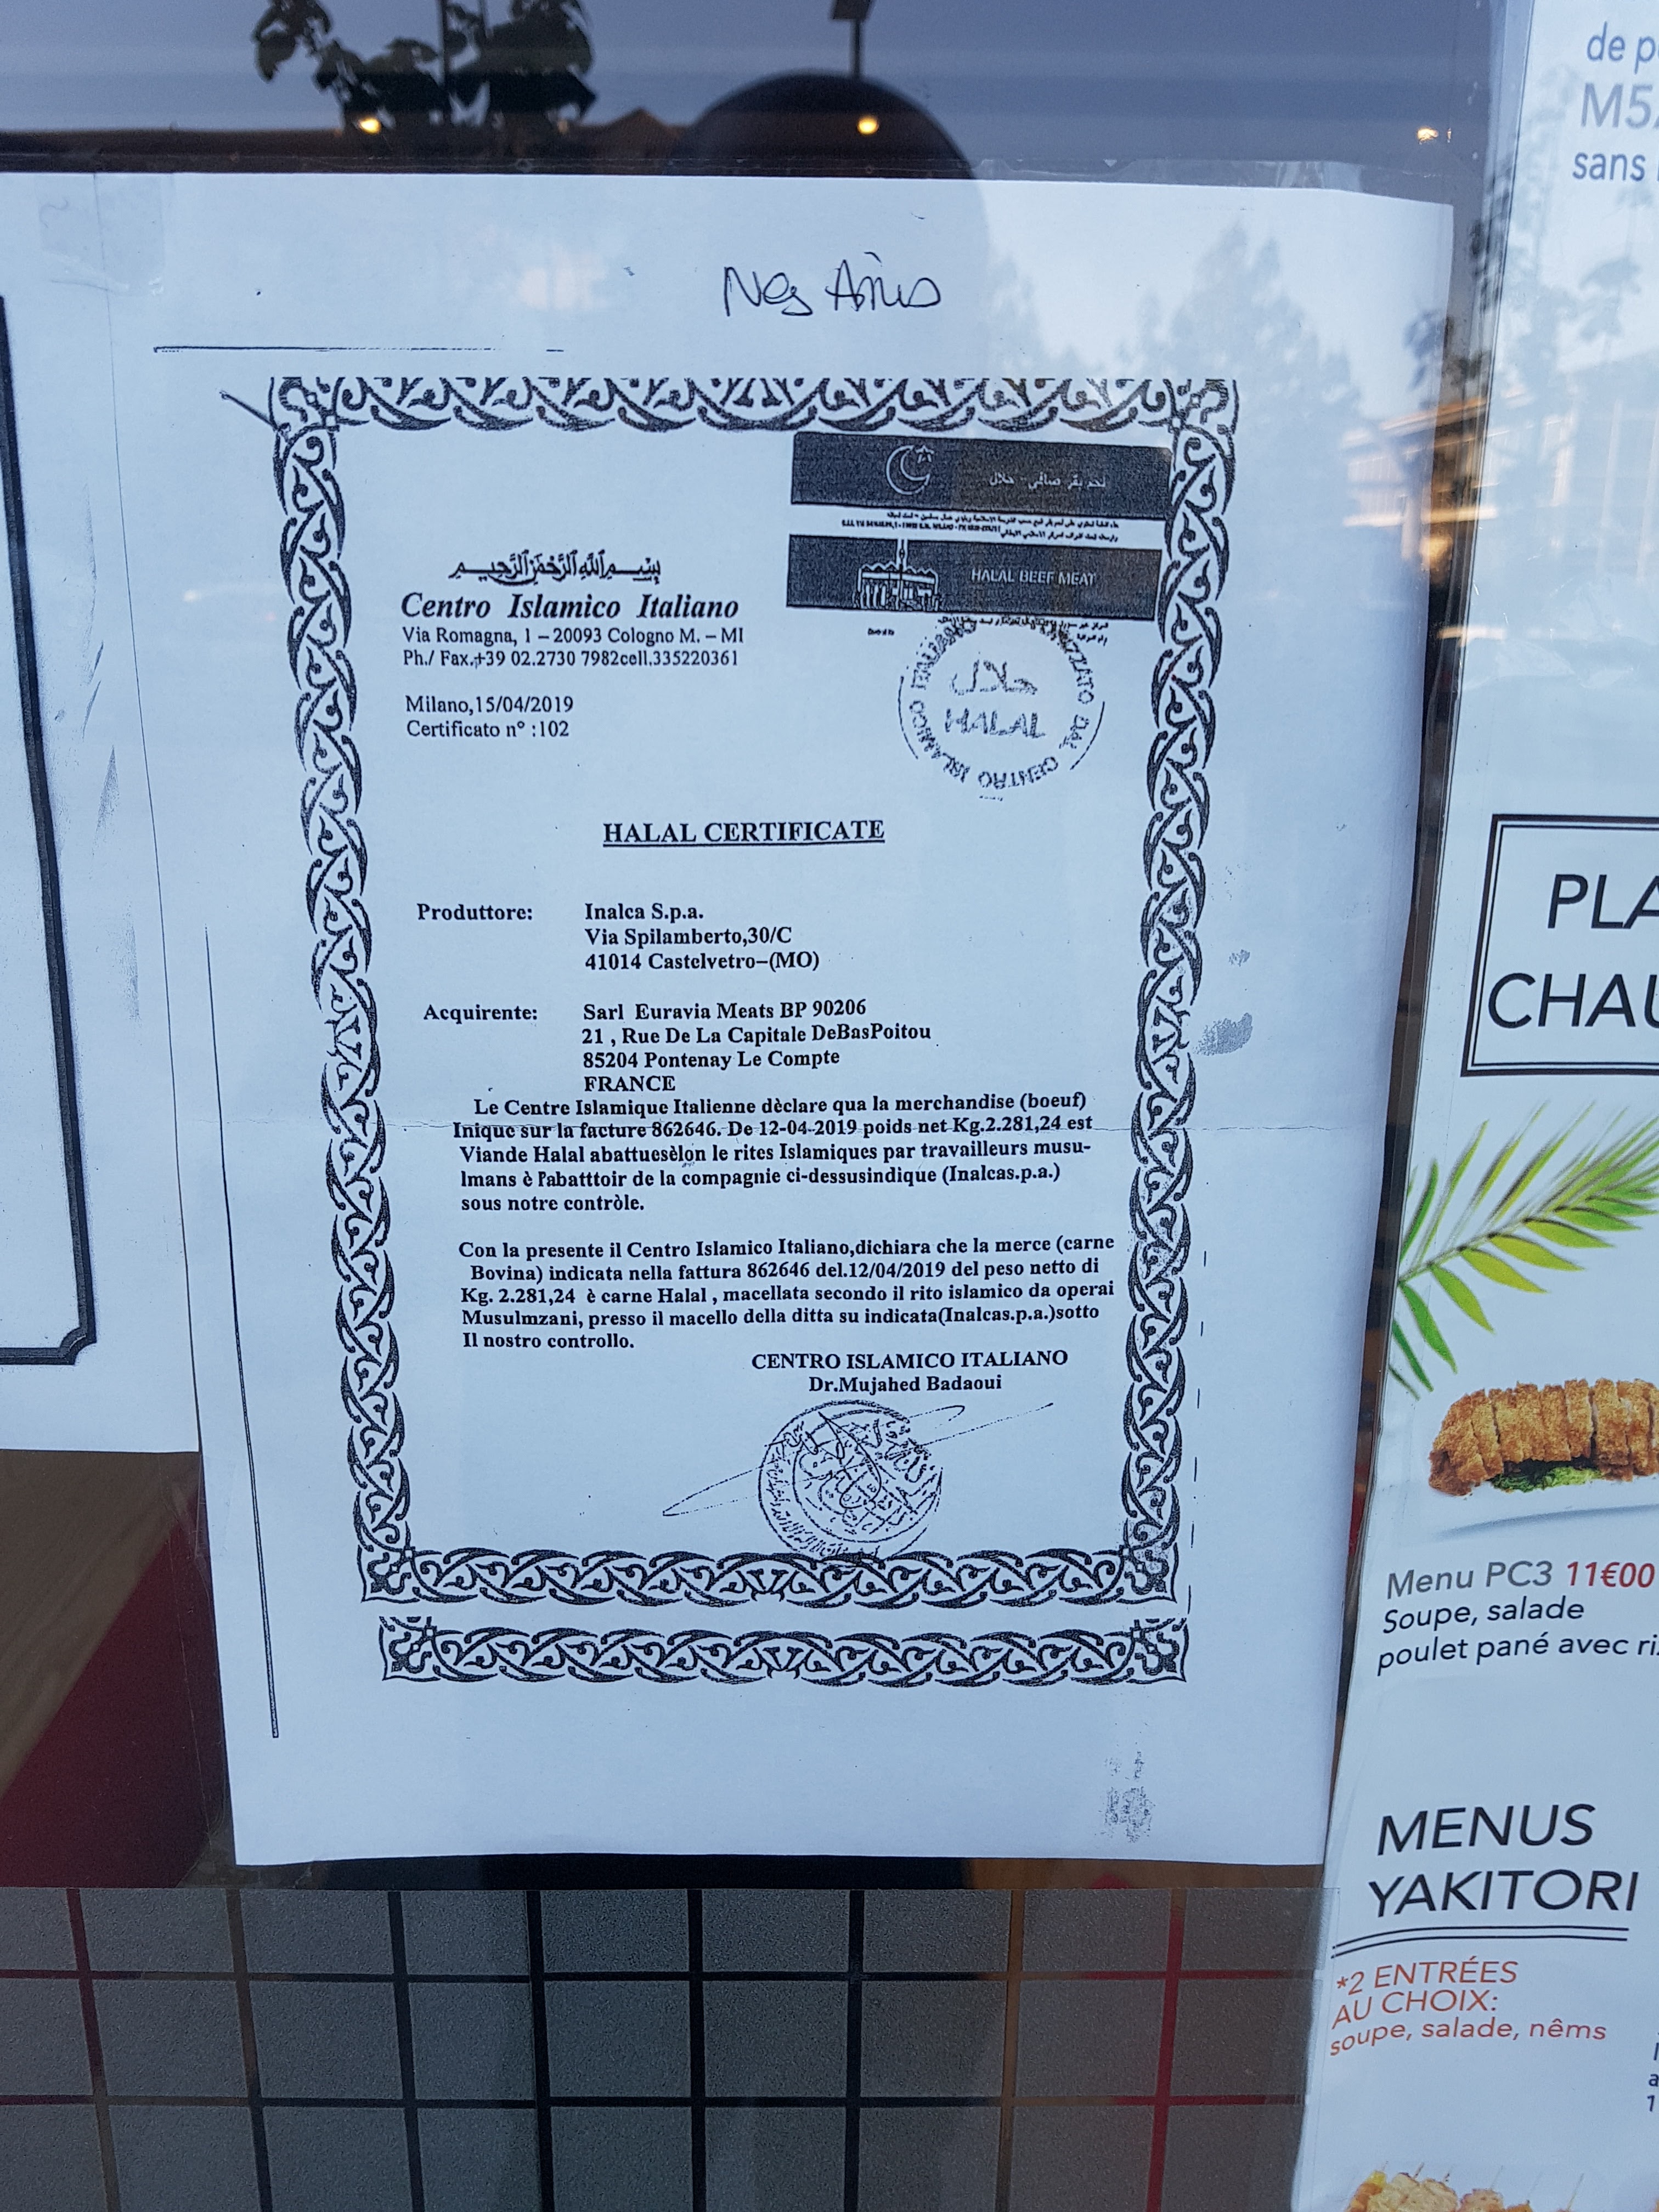 لحم بقر صافي - حلال
HALAL BEEF MEAT
حلال
HALAL
بسم الله الرحمن الرحيم
Centro Islamico Italiano
Via Romagna, 1 – 20093 Cologno M. – MI
Ph./ Fax.+39 02.2730 7982cell.335220361
Milano,15/04/2019
Certificato n° :102
HALAL CERTIFICATE
Produttore: Inalca S.p.a.
Via Spilamberto,30/C
41014 Castelvetro–(MO)
Acquirente: Sarl Euravia Meats BP 90206
21 , Rue De La Capitale DeBasPoitou
85204 Pontenay Le Compte
FRANCE
Le Centre Islamique Italienne dèclare qua la merchandise (boeuf)
Inique sur la facture 862646. De 12-04-2019 poids net Kg.2.281,24 est
Viande Halal abattuesèlon le rites Islamiques par travailleurs musu-
lmans è l'abatttoir de la compagnie ci-dessusindique (Inalcas.p.a.)
sous notre contròle.
Con la presente il Centro Islamico Italiano,dichiara che la merce (carne
Bovina) indicata nella fattura 862646 del.12/04/2019 del peso netto di
Kg. 2.281,24 è carne Halal , macellata secondo il rito islamico da operai
Musulmzani, presso il macello della ditta su indicata(Inalcas.p.a.)sotto
Il nostro controllo.
CENTRO ISLAMICO ITALIANO
Dr.Mujahed Badaoui
de p
M5
sans
PLA
CHAU
Menu PC3 11€00
Soupe, salade
poulet pané avec ri
MENUS
YAKITORI
*2 ENTRÉES
AU CHOIX:
soupe, salade, nêms